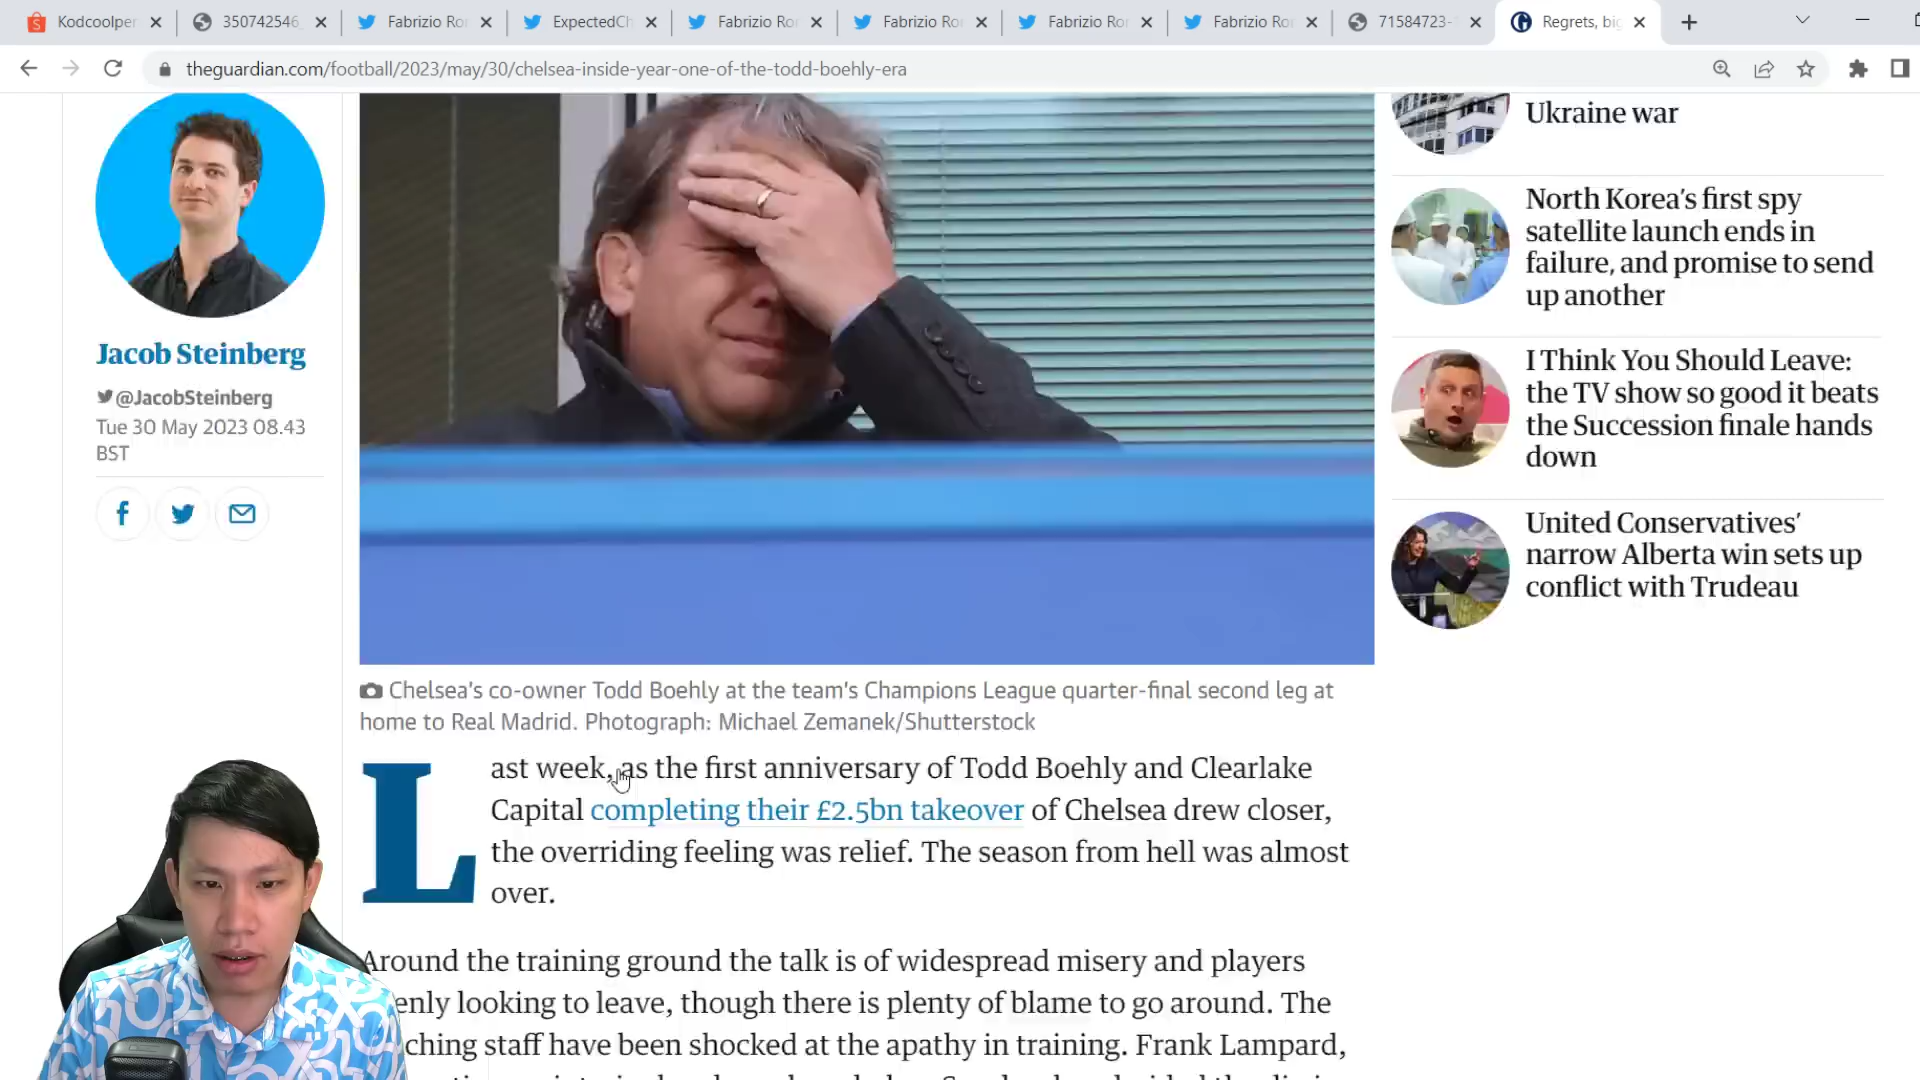 Kodcoolper
350742546_
Fabrizio Ror
ExpectedCh
Fabrizio Ror
Fabrizio Ror
Fabrizio Ror
Fabrizio Ror
71584723-
Regrets, big
theguardian.com/football/2023/may/30/chelsea-inside-year-one-of-the-todd-boehly-era
Jacob Steinberg
@JacobSteinberg
Tue 30 May 2023 08.43
BST
Chelsea's co-owner Todd Boehly at the team's Champions League quarter-final second leg at
home to Real Madrid. Photograph: Michael Zemanek/Shutterstock
Last week, as the first anniversary of Todd Boehly and Clearlake
Capital completing their £2.5bn takeover of Chelsea drew closer,
the overriding feeling was relief. The season from hell was almost
over.
Around the training ground the talk is of widespread misery and players
enly looking to leave, though there is plenty of blame to go around. The
ching staff have been shocked at the apathy in training. Frank Lampard,
Ukraine war
North Korea's first spy
satellite launch ends in
failure, and promise to send
up another
I Think You Should Leave:
the TV show so good it beats
the Succession finale hands
down
United Conservatives'
narrow Alberta win sets up
conflict with Trudeau